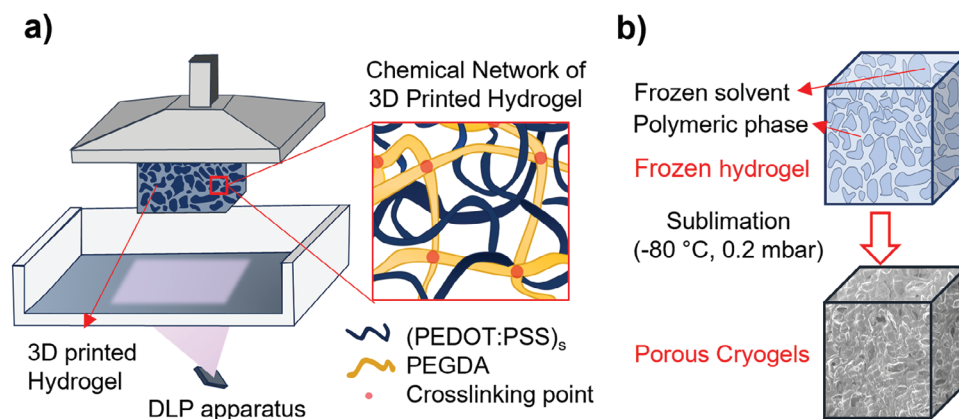 a)
Chemical Network of
3D Printed Hydrogel
3D printed
Hydrogel
DLP apparatus
(PEDOT:PSS)s
PEGDA
Crosslinking point
b)
Frozen solvent
Polymeric phase
Frozen hydrogel
Sublimation
(-80 °C, 0.2 mbar)
Porous Cryogels